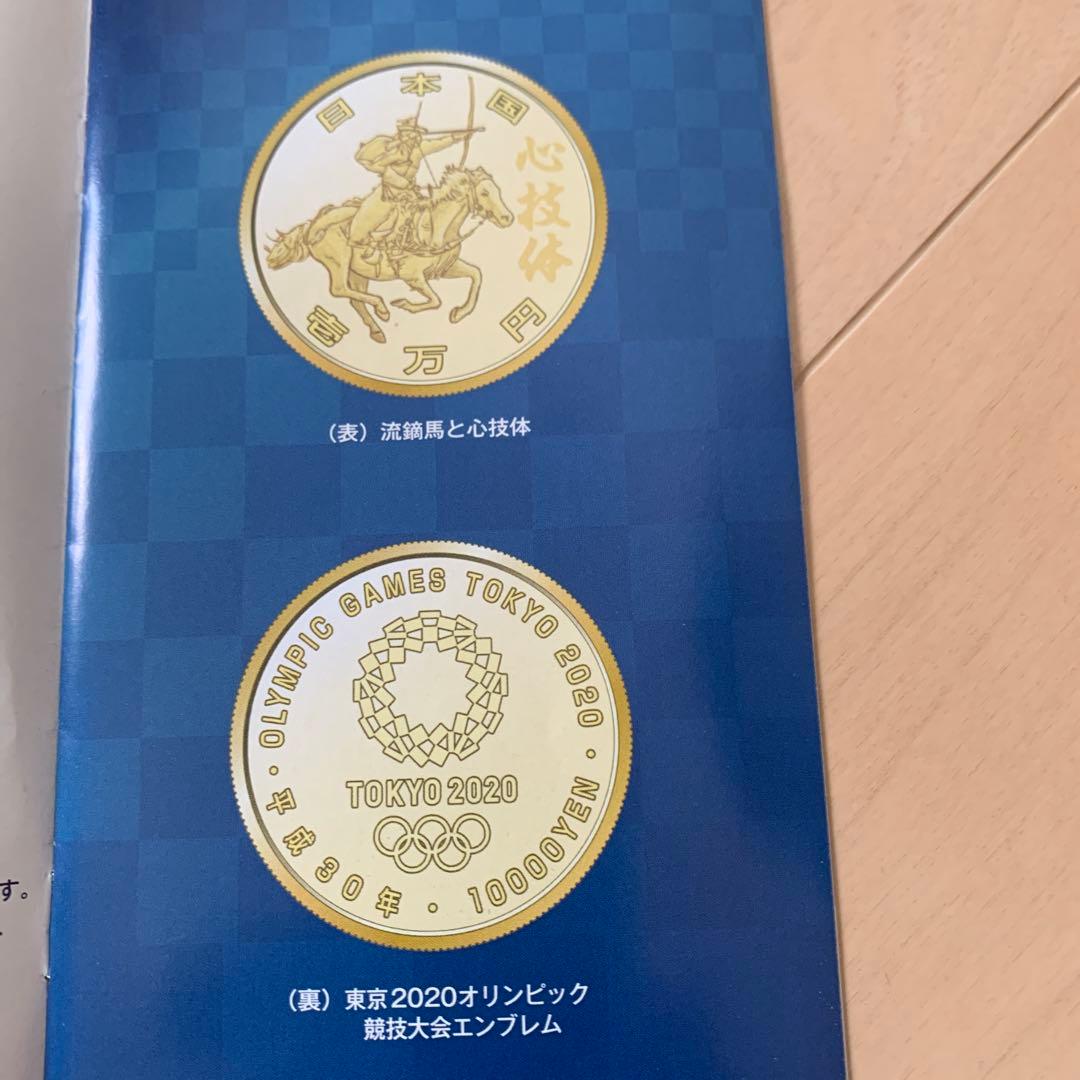 日本国
心技体
壱万円
（表）流鏑馬と心技体
・OLYMPIC GAMES TOKYO 2020・
TOKYO 2020
平成30年・10000YEN
（裏）東京2020オリンピック
競技大会エンブレム
す。